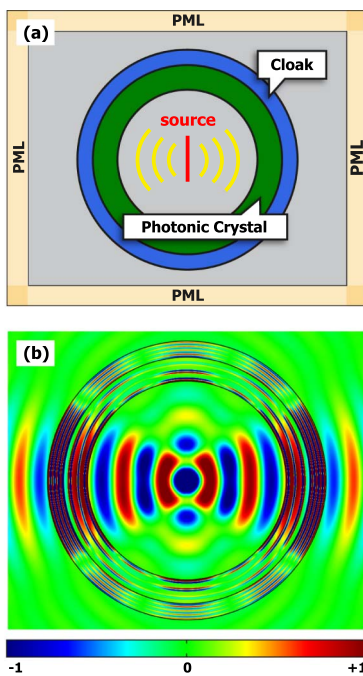 PML
(a)
Cloak
source
PML
PML
Photonic Crystal
PML
(b)
-1
0
+1